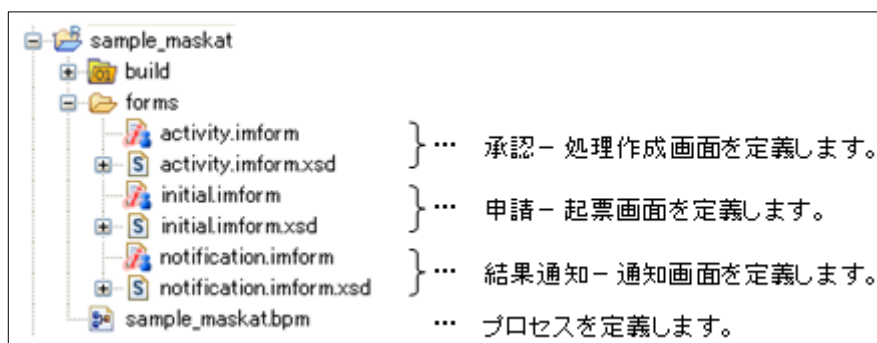 sample_maskat
build
forms
activity.imform
activity.imform.xsd
} … 承認－処理作成画面を定義します。
initial.imform
initial.imform.xsd
} … 申請－起票画面を定義します。
notification.imform
notification.imform.xsd
} … 結果通知－通知画面を定義します。
sample_maskat.bpm … プロセスを定義します。